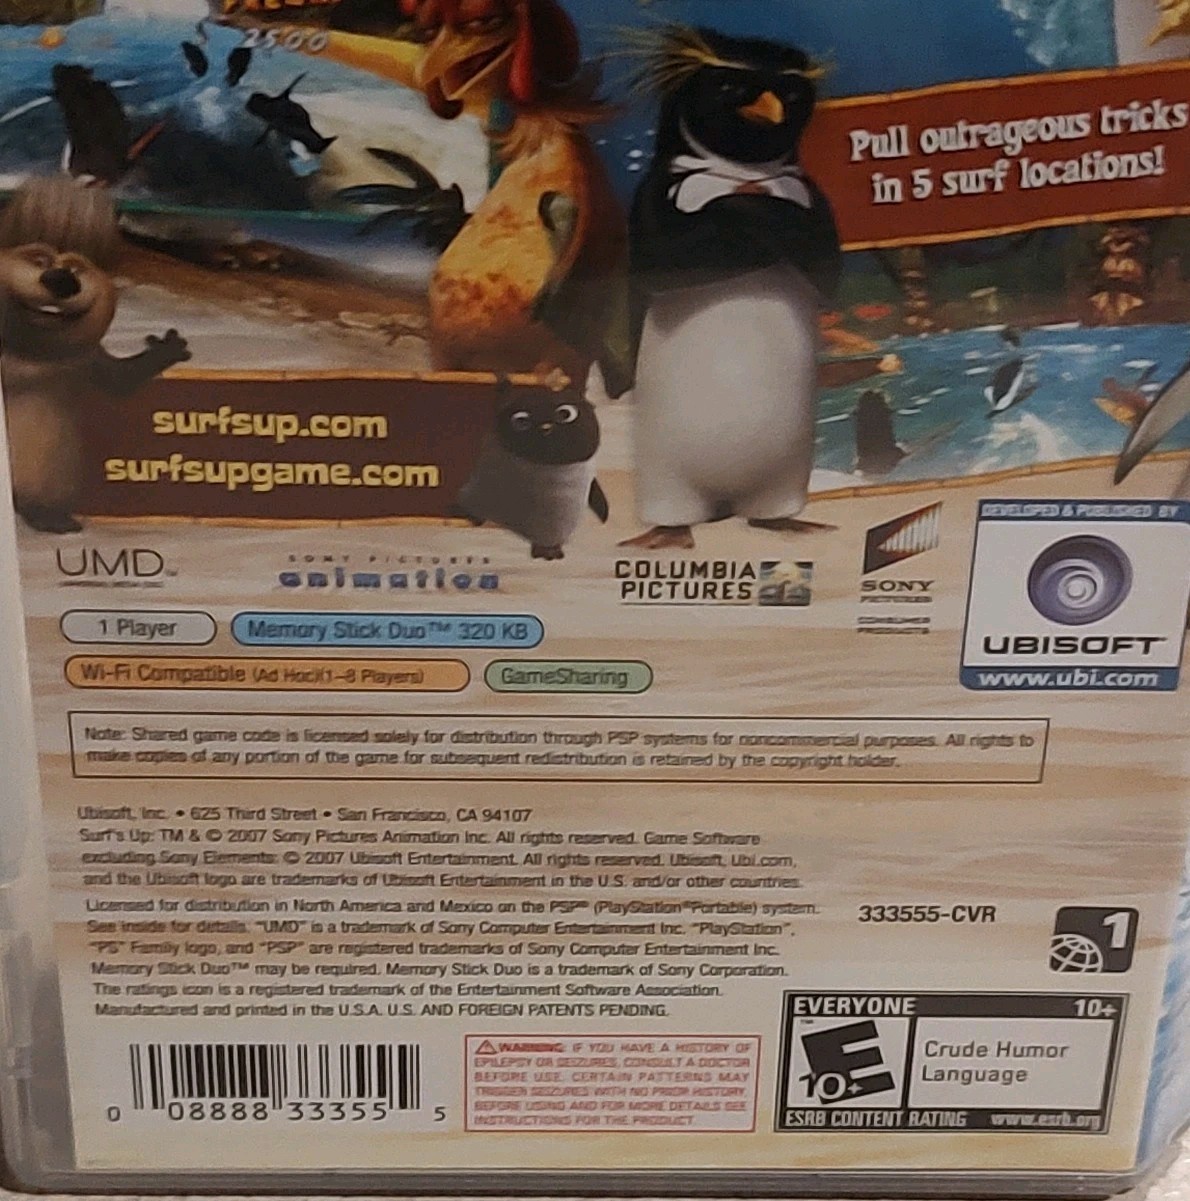 2500
Pull outrageous tricks
in 5 surf locations!
surfsup.com
surfsupgame.com
UMD
SONY PICTURES
animation
COLUMBIA
PICTURES
SONY
PICTURES
CONSUMER
PRODUCTS
DEVELOPED & PUBLISHED BY
UBISOFT™
www.ubi.com
1 Player
Memory Stick Duo™ 320 KB
Wi-Fi Compatible (Ad Hoc)(1-8 Players)
GameSharing
Note: Shared game code is licensed solely for distribution through PSP systems for noncommercial purposes. All rights to
make copies of any portion of the game for subsequent redistribution is retained by the copyright holder.
Ubisoft, Inc. • 625 Third Street • San Francisco, CA 94107
Surf's Up: TM & © 2007 Sony Pictures Animation Inc. All rights reserved. Game Software
excluding Sony Elements: © 2007 Ubisoft Entertainment. All rights reserved. Ubisoft, Ubi.com,
and the Ubisoft logo are trademarks of Ubisoft Entertainment in the U.S. and/or other countries.
Licensed for distribution in North America and Mexico on the PSP® (PlayStation®Portable) system.
See inside for details. "UMD" is a trademark of Sony Computer Entertainment Inc. "PlayStation",
"PS" Family logo, and "PSP" are registered trademarks of Sony Computer Entertainment Inc.
Memory Stick Duo™ may be required. Memory Stick Duo is a trademark of Sony Corporation.
The ratings icon is a registered trademark of the Entertainment Software Association.
Manufactured and printed in the U.S.A. U.S. AND FOREIGN PATENTS PENDING.
333555-CVR
1
EVERYONE 10+
E
10+
Crude Humor
Language
ESRB CONTENT RATING www.esrb.org
WARNING: IF YOU HAVE A HISTORY OF
EPILEPSY OR SEIZURES, CONSULT A DOCTOR
BEFORE USE. CERTAIN PATTERNS MAY
TRIGGER SEIZURES WITH NO PRIOR HISTORY.
BEFORE USING AND FOR MORE DETAILS SEE
INSTRUCTIONS FOR THE PRODUCT
0 08888 33355 5